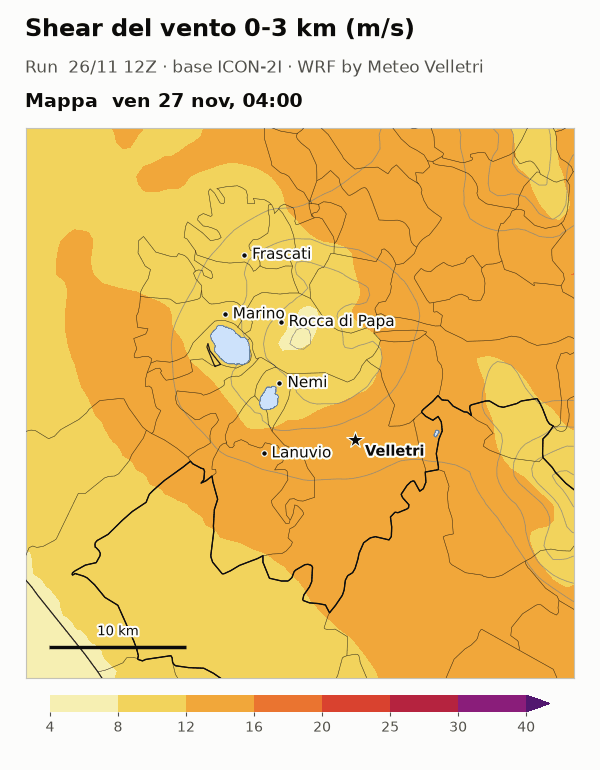 Shear del vento 0-3 km (m/s)
Run  26/11 12Z · base ICON-2I · WRF by Meteo Velletri
Mappa  ven 27 nov, 04:00
Frascati
Marino
Rocca di Papa
Nemi
Velletri
Lanuvio
10 km
4 8 12 16 20 25 30 40